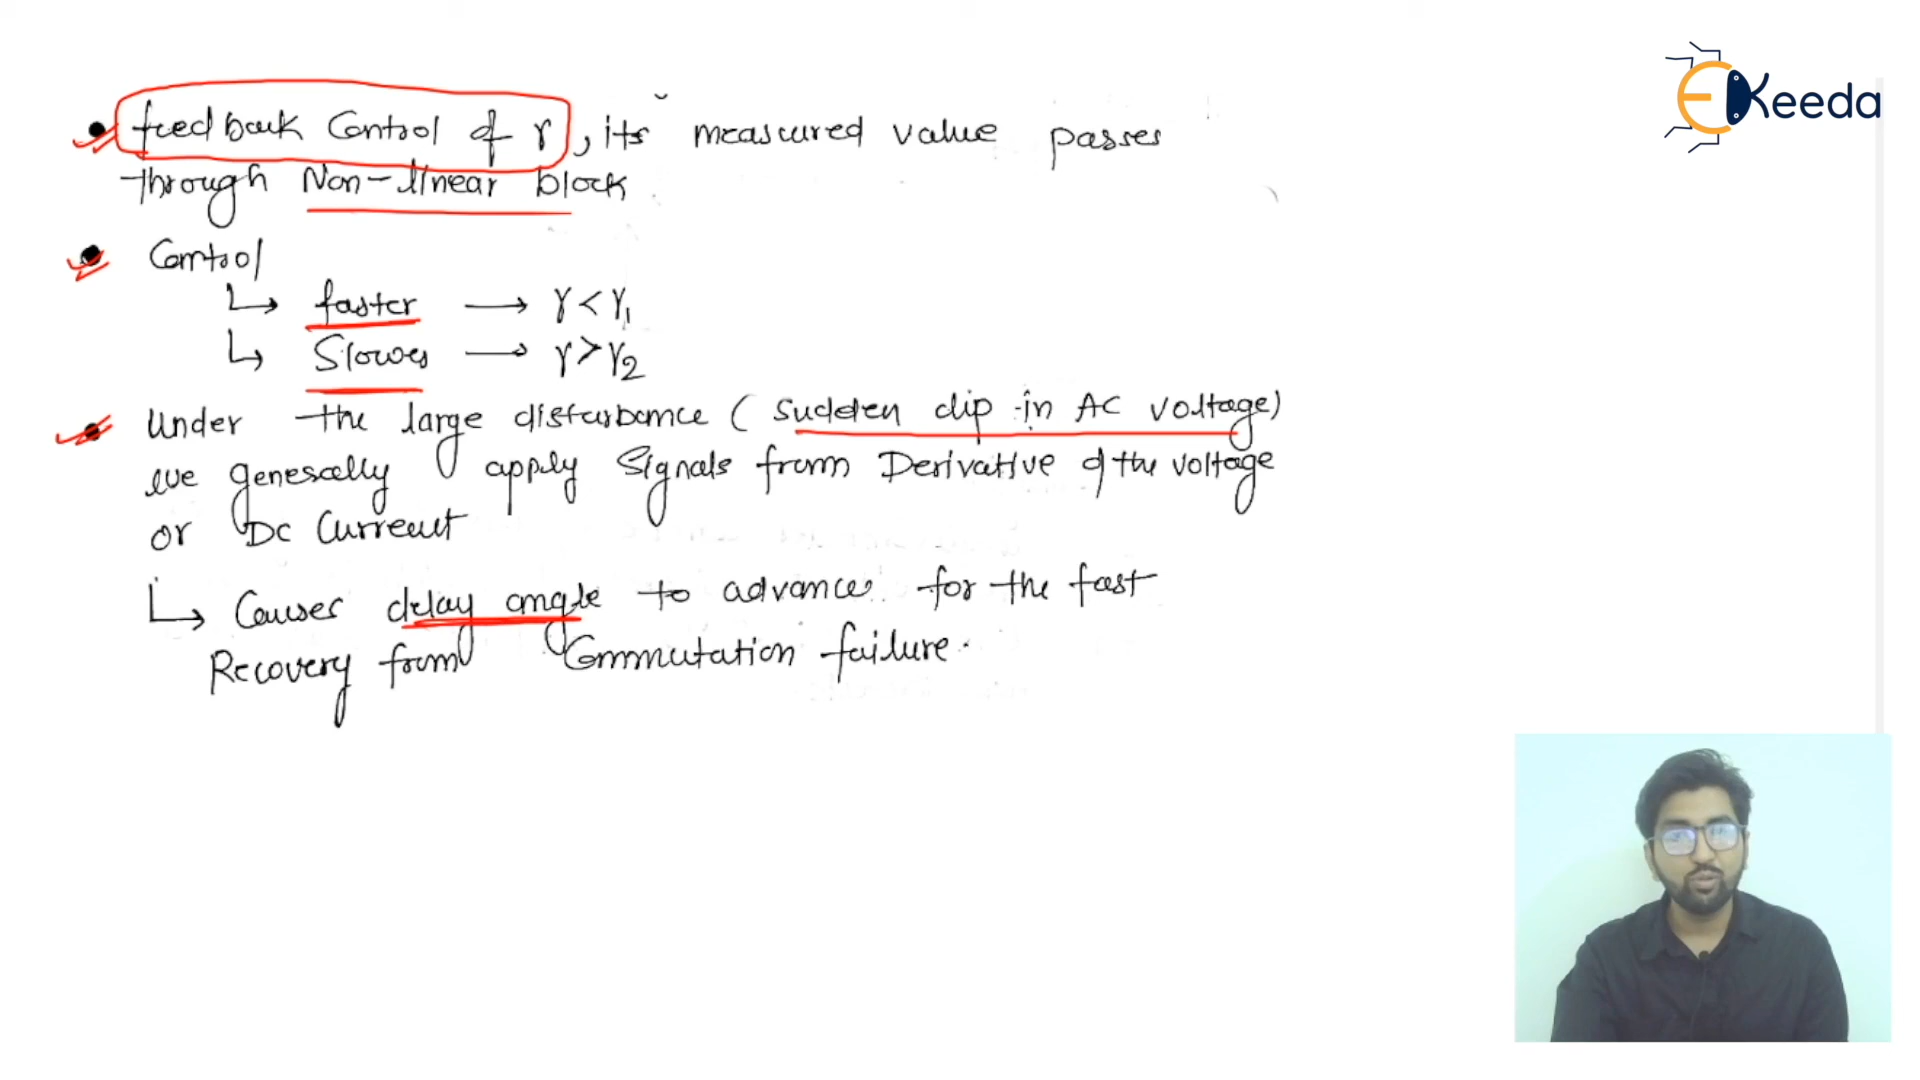 EKeeda
feedback Control of γ, its measured value passes
through Non-linear block
Control
↳ faster → γ < γ1
↳ Slower → γ > γ2
Under the large disturbance ( Sudden dip in AC voltage)
we generally apply Signals from Derivative of the voltage
or DC Current
↳ Causes delay angle to advance for the fast
Recovery from Commutation failure.